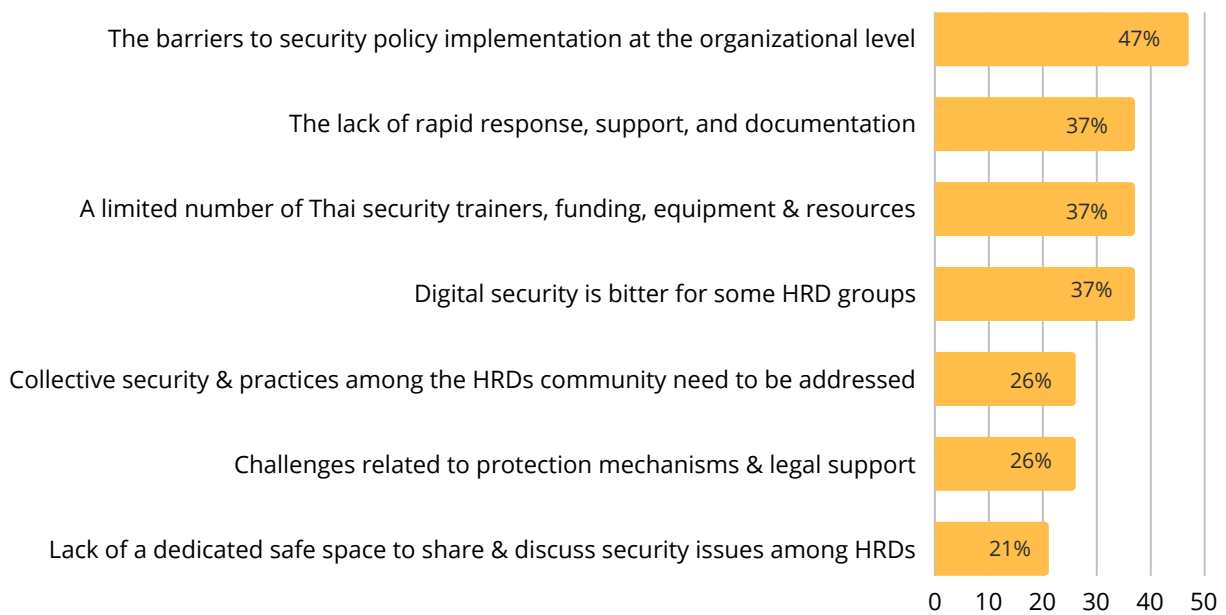 The barriers to security policy implementation at the organizational level 47%
The lack of rapid response, support, and documentation 37%
A limited number of Thai security trainers, funding, equipment & resources 37%
Digital security is bitter for some HRD groups 37%
Collective security & practices among the HRDs community need to be addressed 26%
Challenges related to protection mechanisms & legal support 26%
Lack of a dedicated safe space to share & discuss security issues among HRDs 21%
0 10 20 30 40 50